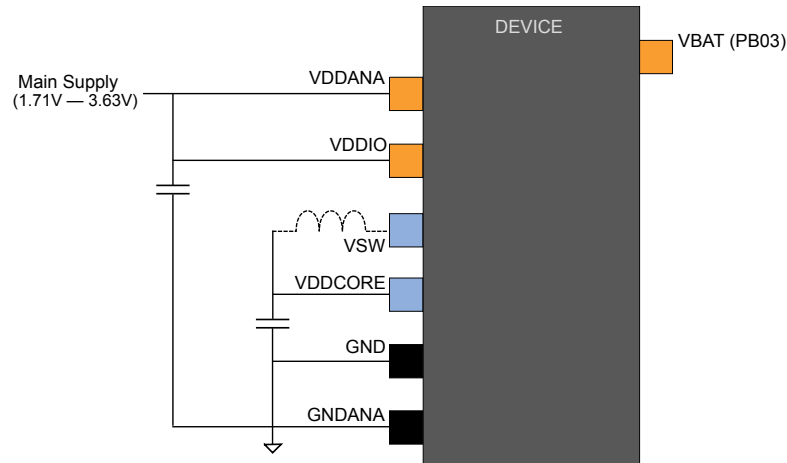 DEVICE
VBAT (PB03)
Main Supply
(1.71V — 3.63V)
VDDANA
VDDIO
VSW
VDDCORE
GND
GNDANA